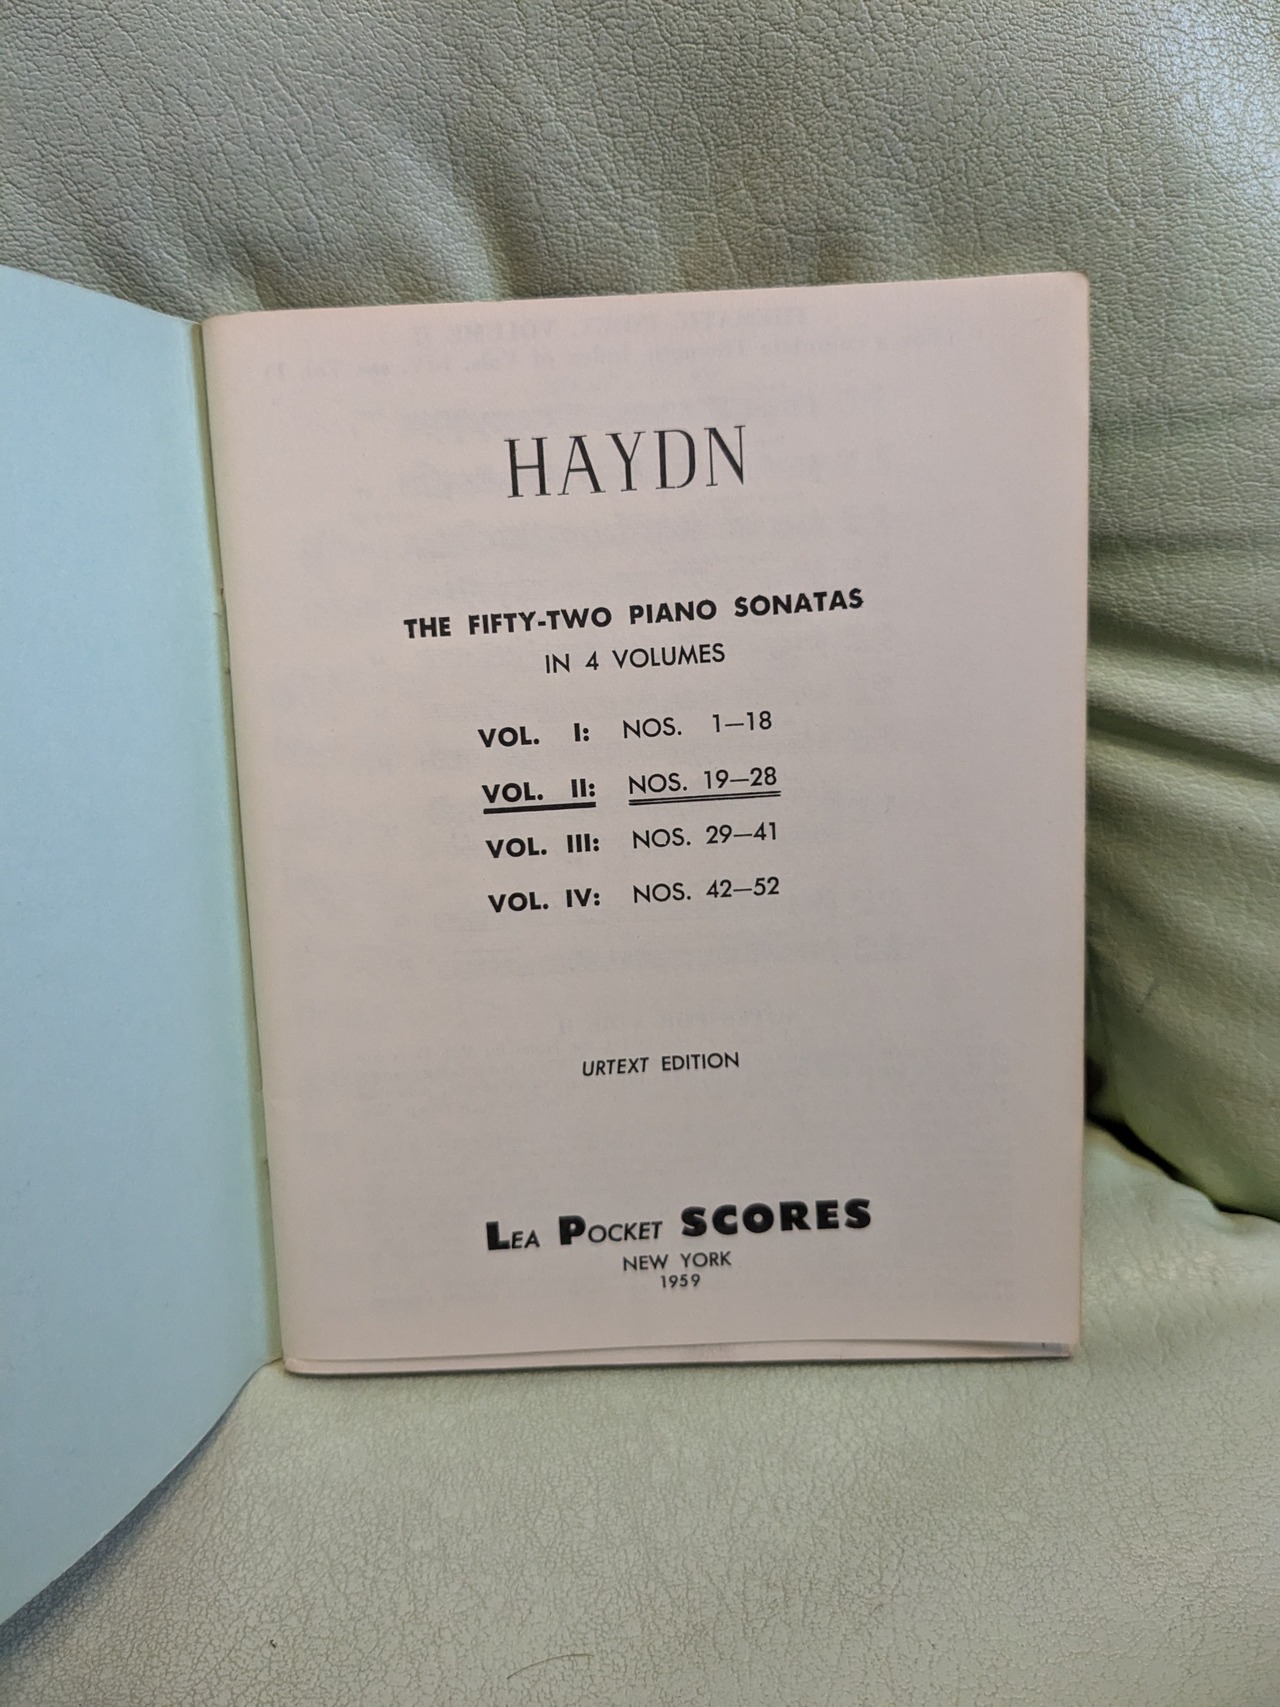 HAYDN
THE FIFTY-TWO PIANO SONATAS
IN 4 VOLUMES
VOL. I: NOS. 1—18
VOL. II: NOS. 19—28
VOL. III: NOS. 29—41
VOL. IV: NOS. 42—52
URTEXT EDITION
LEA POCKET SCORES
NEW YORK
1959